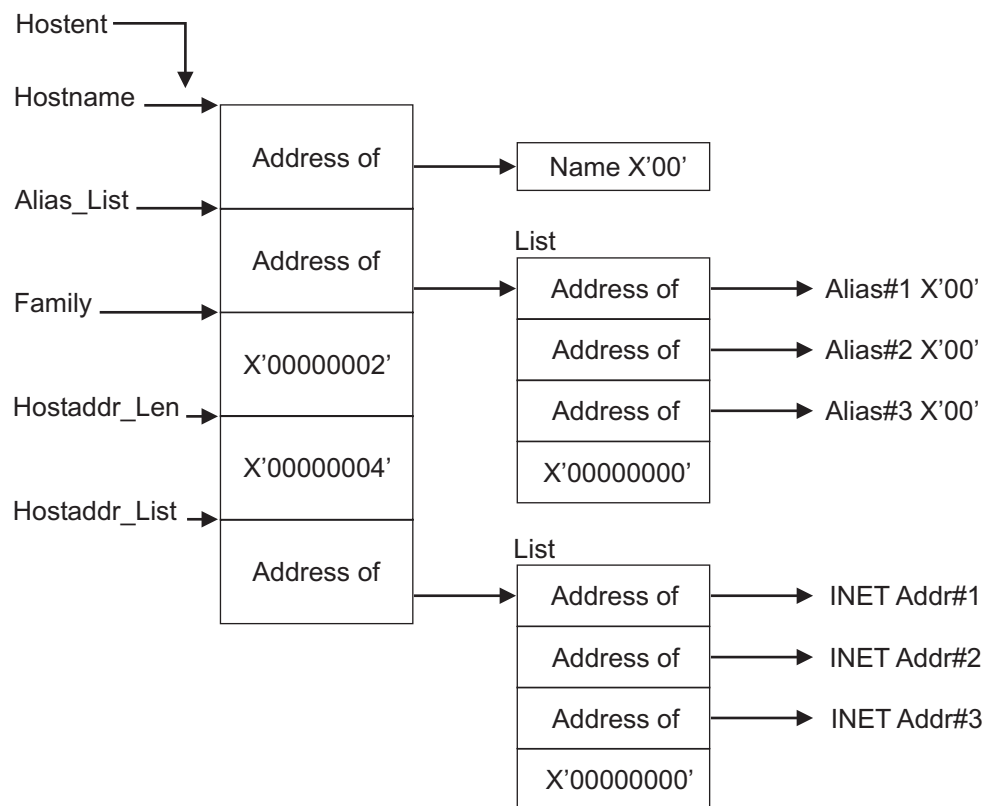 Hostent
Hostname
Address of
Name X’00’
Alias_List
List
Address of
Address of
Alias#1 X’00’
Family
Address of
Alias#2 X’00’
X’00000002’
Hostaddr_Len
Address of
Alias#3 X’00’
X’00000004’
X’00000000’
Hostaddr_List
List
Address of
Address of
INET Addr#1
Address of
INET Addr#2
Address of
INET Addr#3
X’00000000’